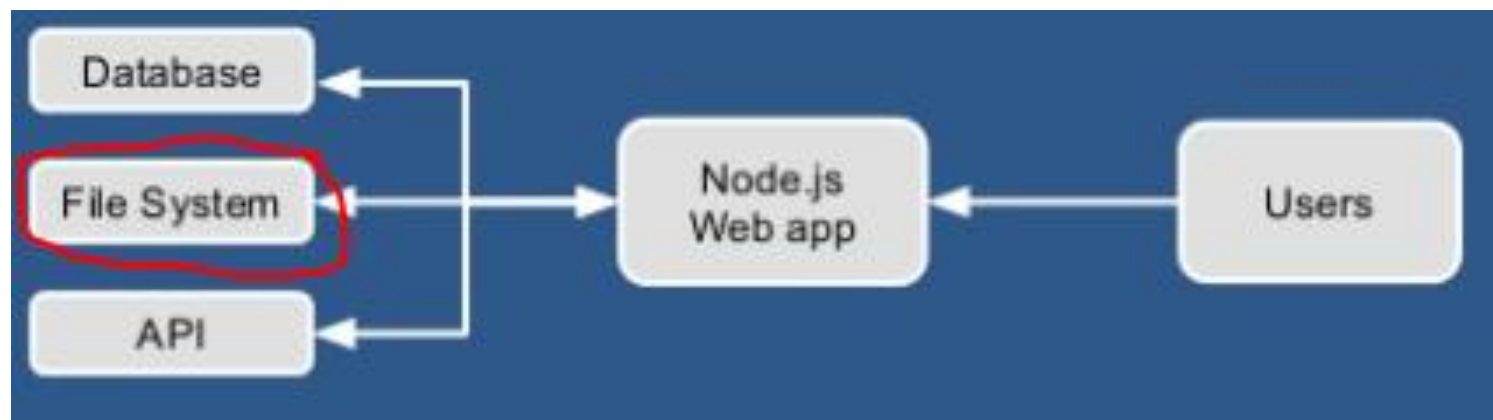 Database
File System
API
Node.js
Web app
Users